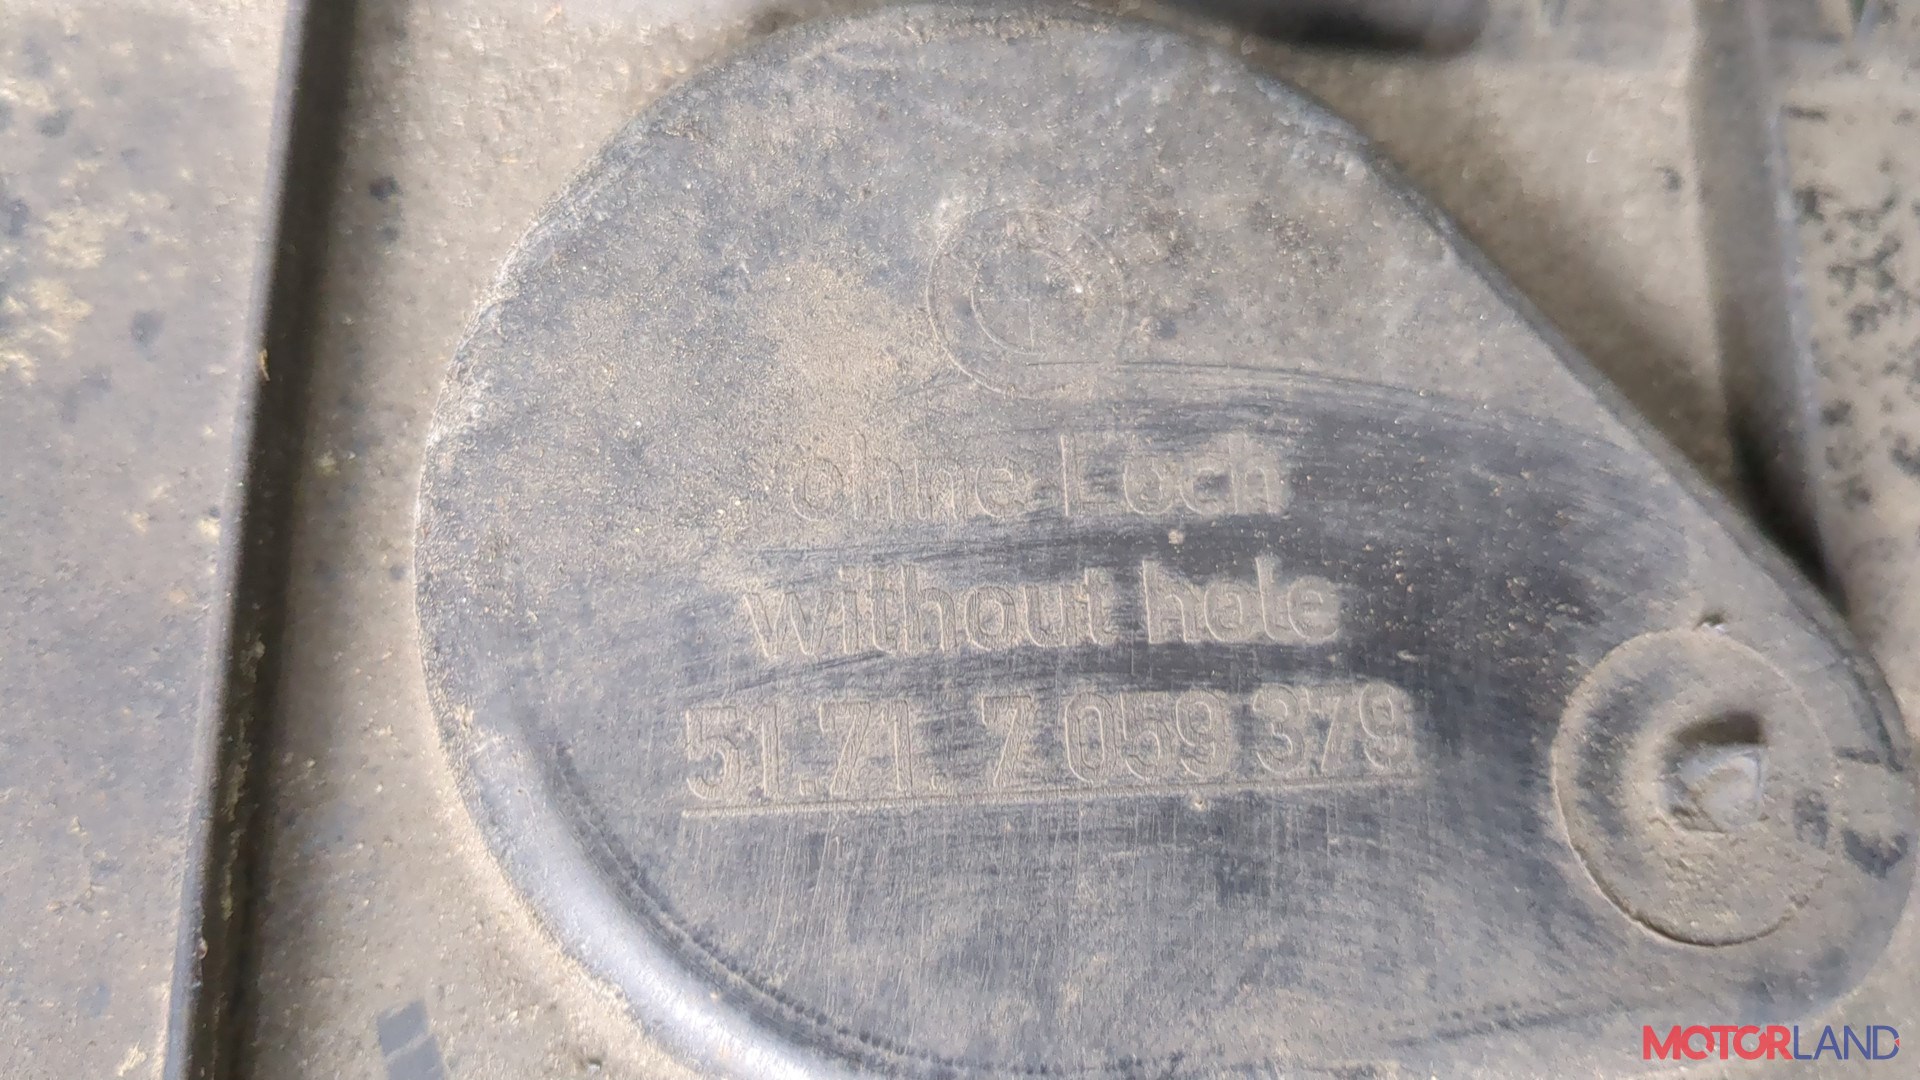 ohne Loch
without hole
51.71. 7 059 379
MOTORLAND